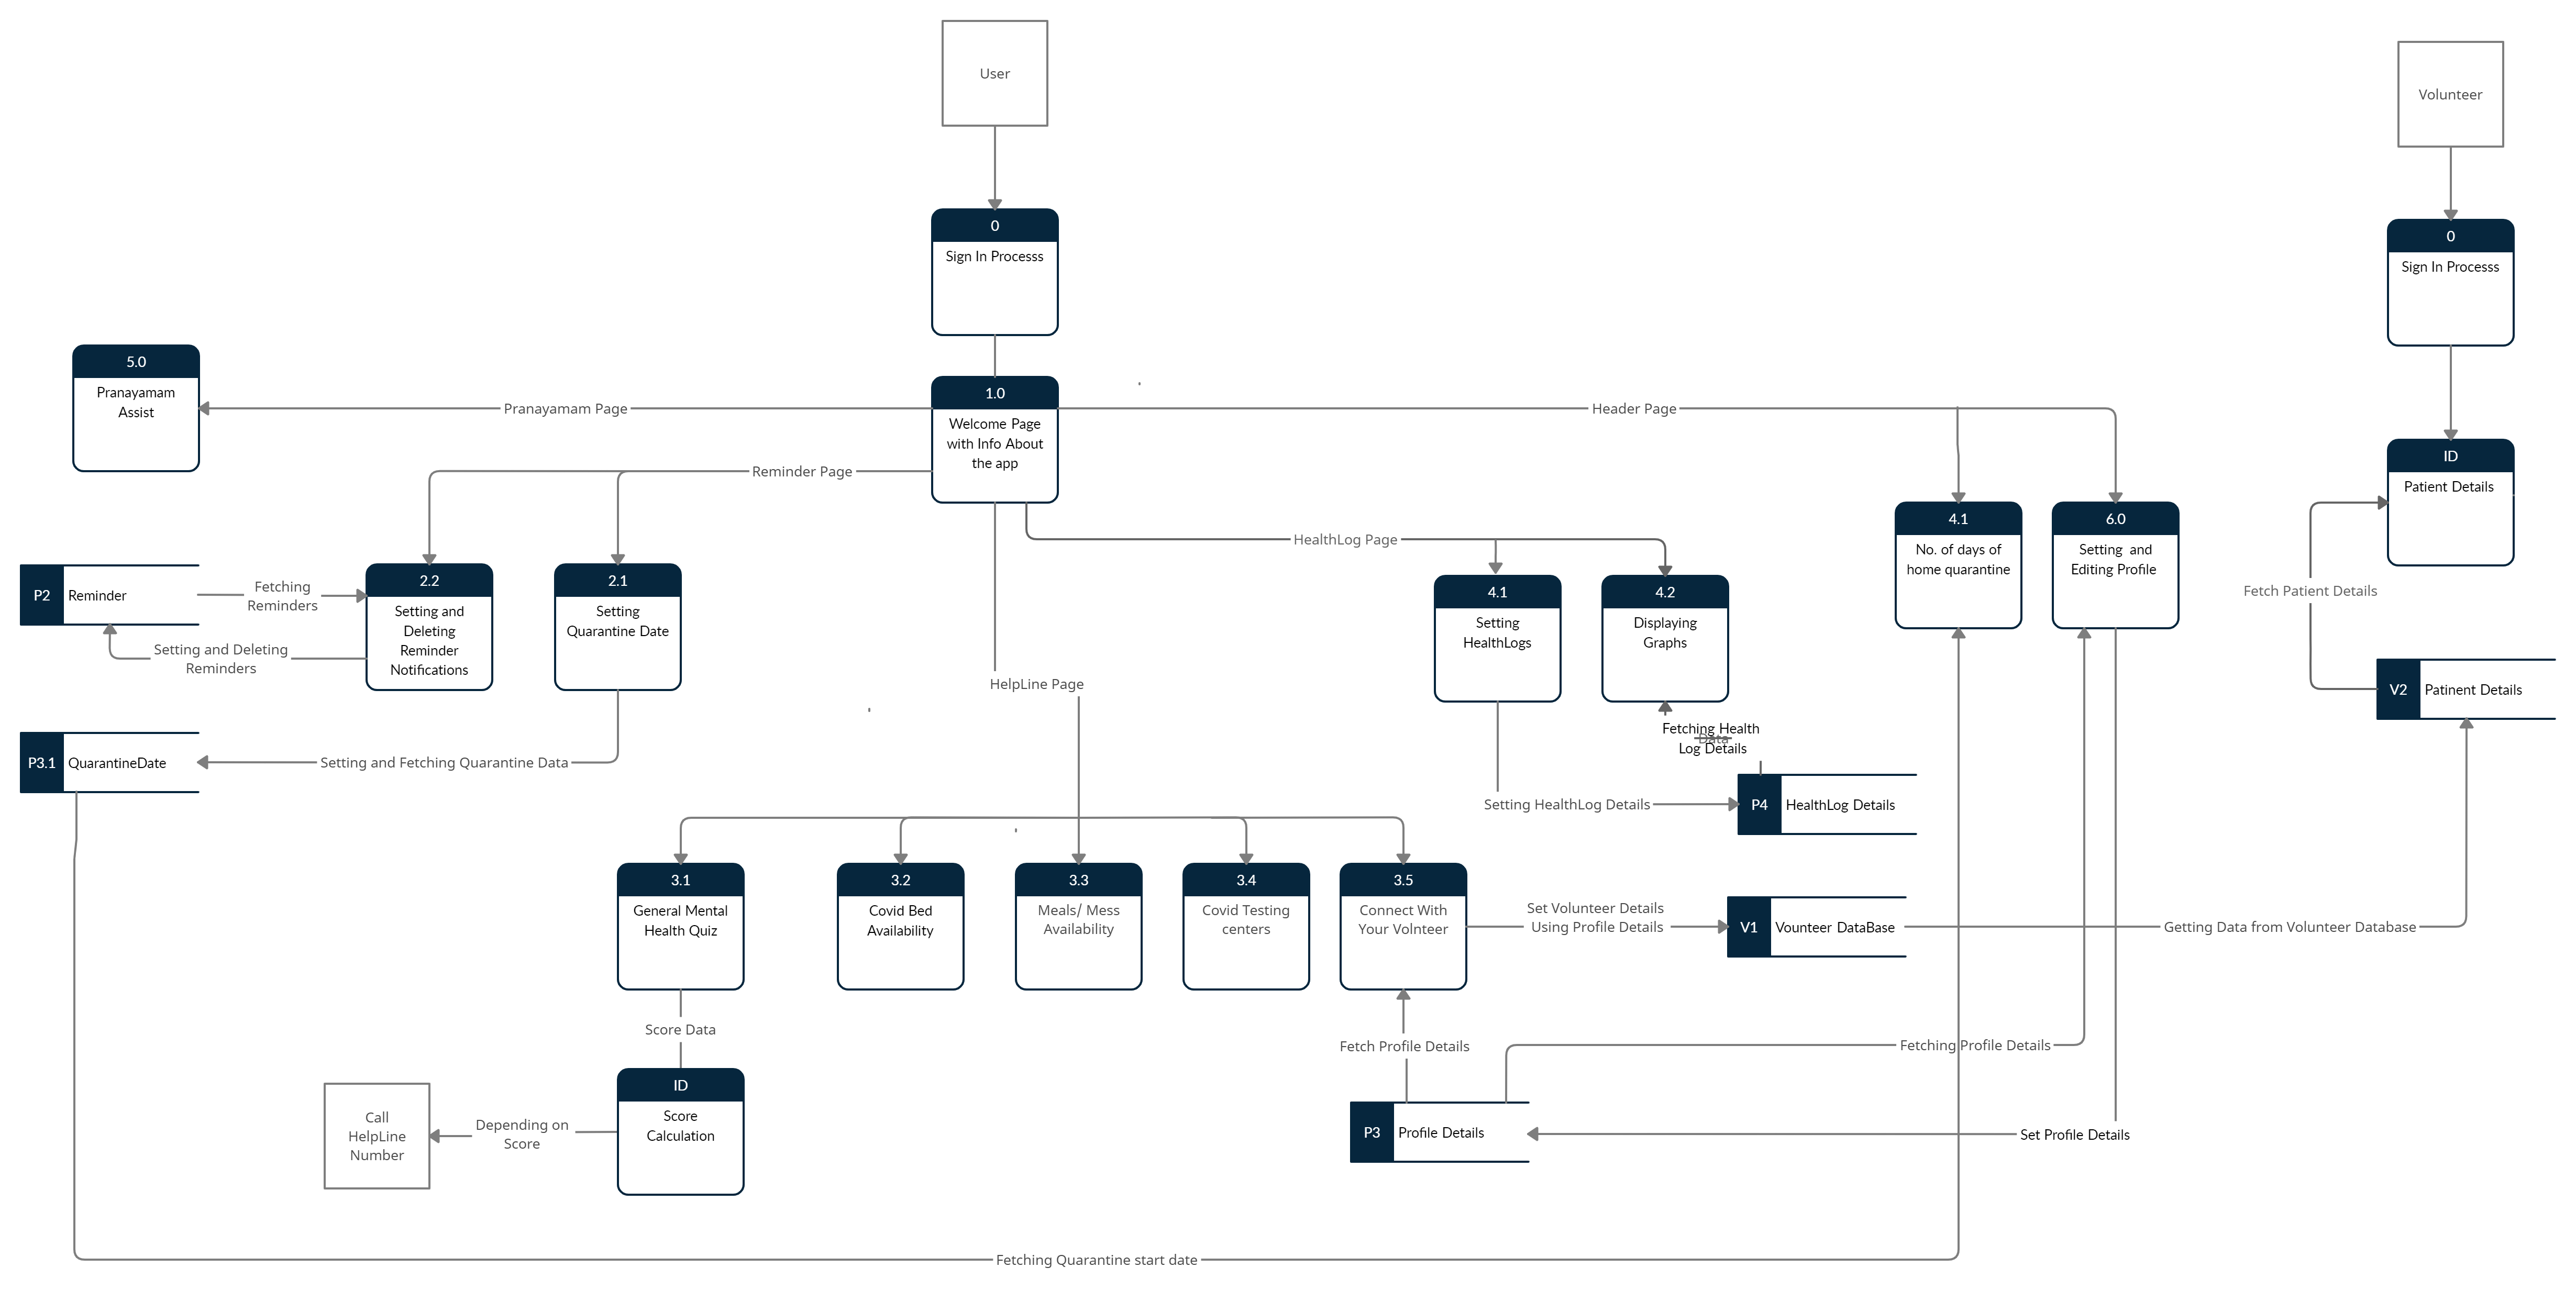 User
Volunteer
0
Sign In Processs
0
Sign In Processs
5.0
Pranayamam
Assist
Pranayamam Page
1.0
Welcome Page
with Info About
the app
Header Page
Reminder Page
ID
Patient Details
HealthLog Page
4.1
No. of days of
home quarantine
6.0
Setting and
Editing Profile
P2
Reminder
Fetching
Reminders
2.2
Setting and
Deleting
Reminder
Notifications
2.1
Setting
Quarantine Date
4.1
Setting
HealthLogs
4.2
Displaying
Graphs
Fetch Patient Details
Setting and Deleting
Reminders
HelpLine Page
V2
Patinent Details
Fetching Health
Data
Log Details
P3.1
QuarantineDate
Setting and Fetching Quarantine Data
Setting HealthLog Details
P4
HealthLog Details
3.1
General Mental
Health Quiz
3.2
Covid Bed
Availability
3.3
Meals/ Mess
Availability
3.4
Covid Testing
centers
3.5
Connect With
Your Volnteer
Set Volunteer Details
Using Profile Details
V1
Vounteer DataBase
Getting Data from Volunteer Database
Score Data
Fetch Profile Details
Fetching Profile Details
Call
HelpLine
Number
Depending on
Score
ID
Score
Calculation
P3
Profile Details
Set Profile Details
Fetching Quarantine start date